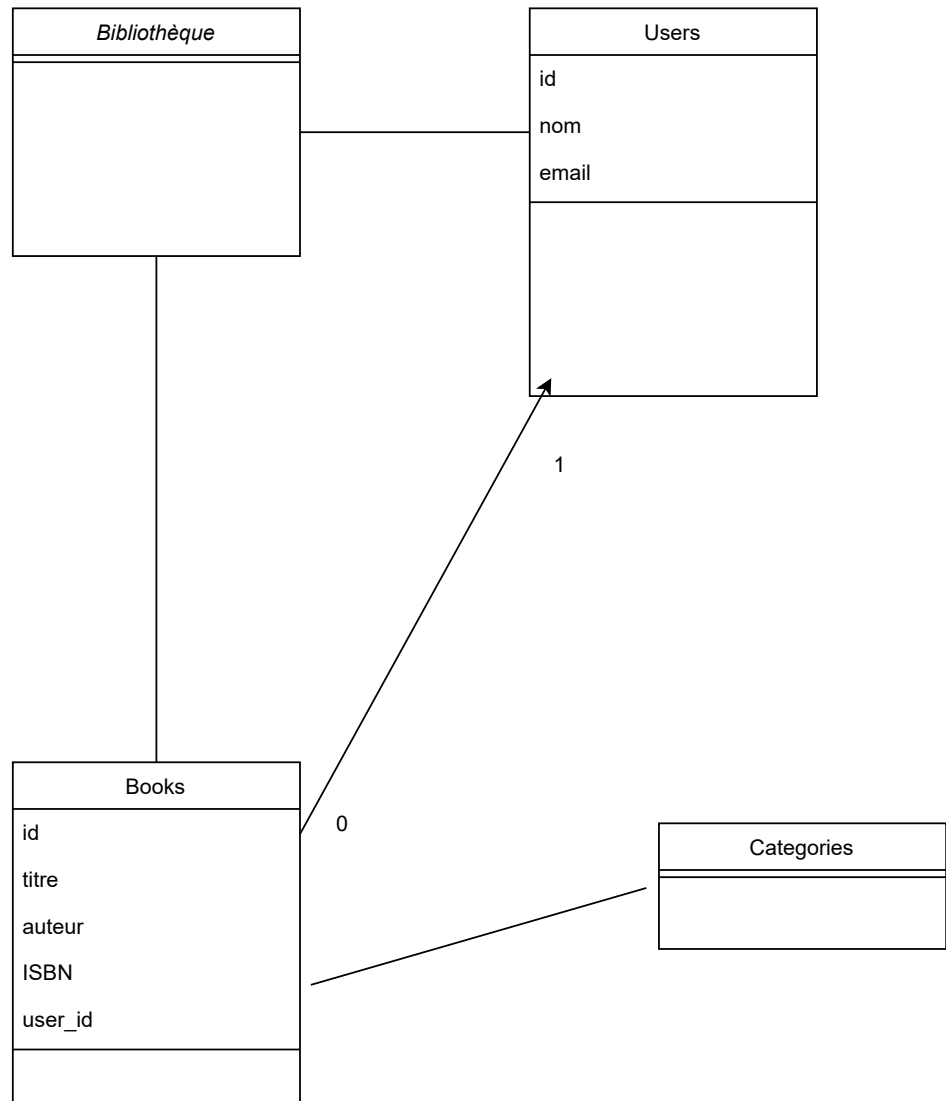 Bibliothèque
Users
id
nom
email
1
Books
id
titre
auteur
ISBN
user_id
0
Categories